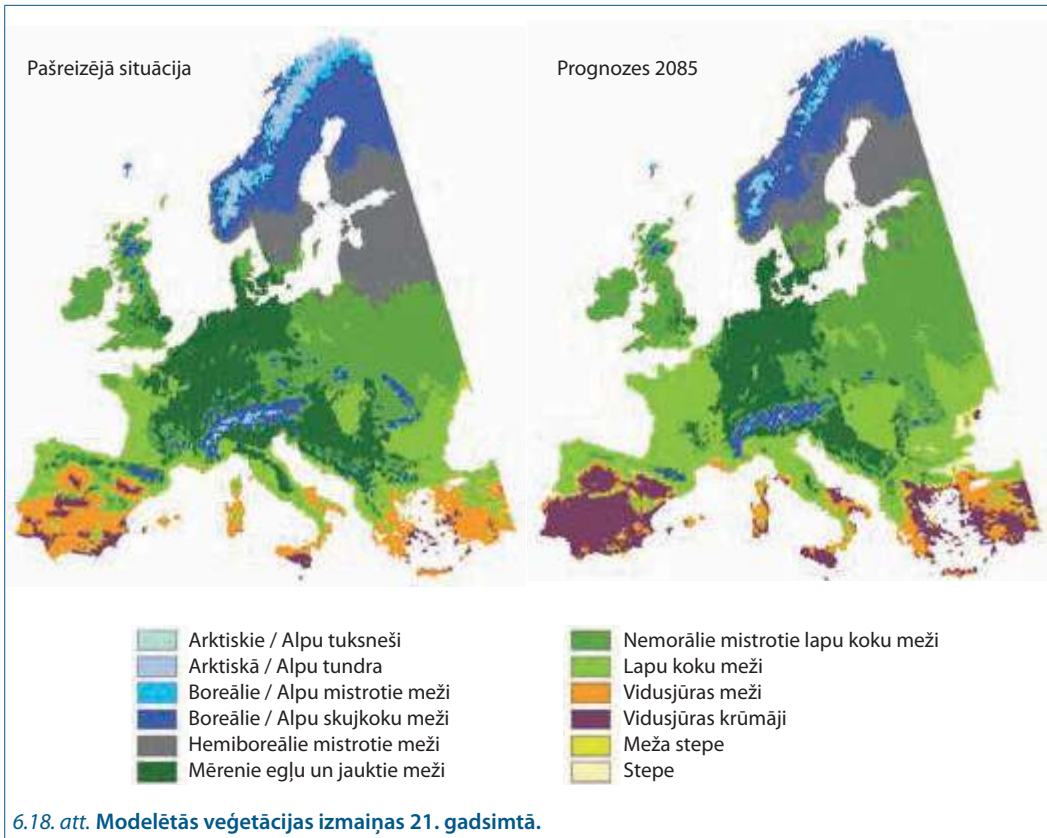 Pašreizējā situācija
Prognozes 2085
Arktiskie / Alpu tuksneši
Arktiskā / Alpu tundra
Boreālie / Alpu mistrotie meži
Boreālie / Alpu skujkoku meži
Hemiboreālie mistrotie meži
Mērenie egļu un jauktie meži
Nemorālie mistrotie lapu koku meži
Lapu koku meži
Vidusjūras meži
Vidusjūras krūmāji
Meža stepe
Stepe
6.18. att. Modelētās veģetācijas izmaiņas 21. gadsimtā.